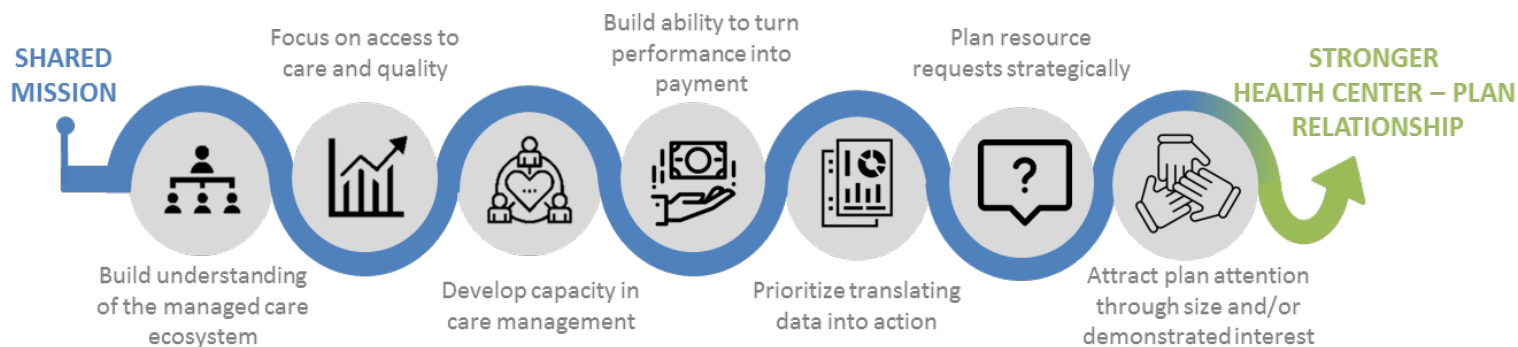 SHARED
MISSION
Build understanding
of the managed care
ecosystem
Focus on access to
care and quality
Develop capacity in
care management
Build ability to turn
performance into
payment
Prioritize translating
data into action
Plan resource
requests strategically
?
Attract plan attention
through size and/or
demonstrated interest
STRONGER
HEALTH CENTER – PLAN
RELATIONSHIP